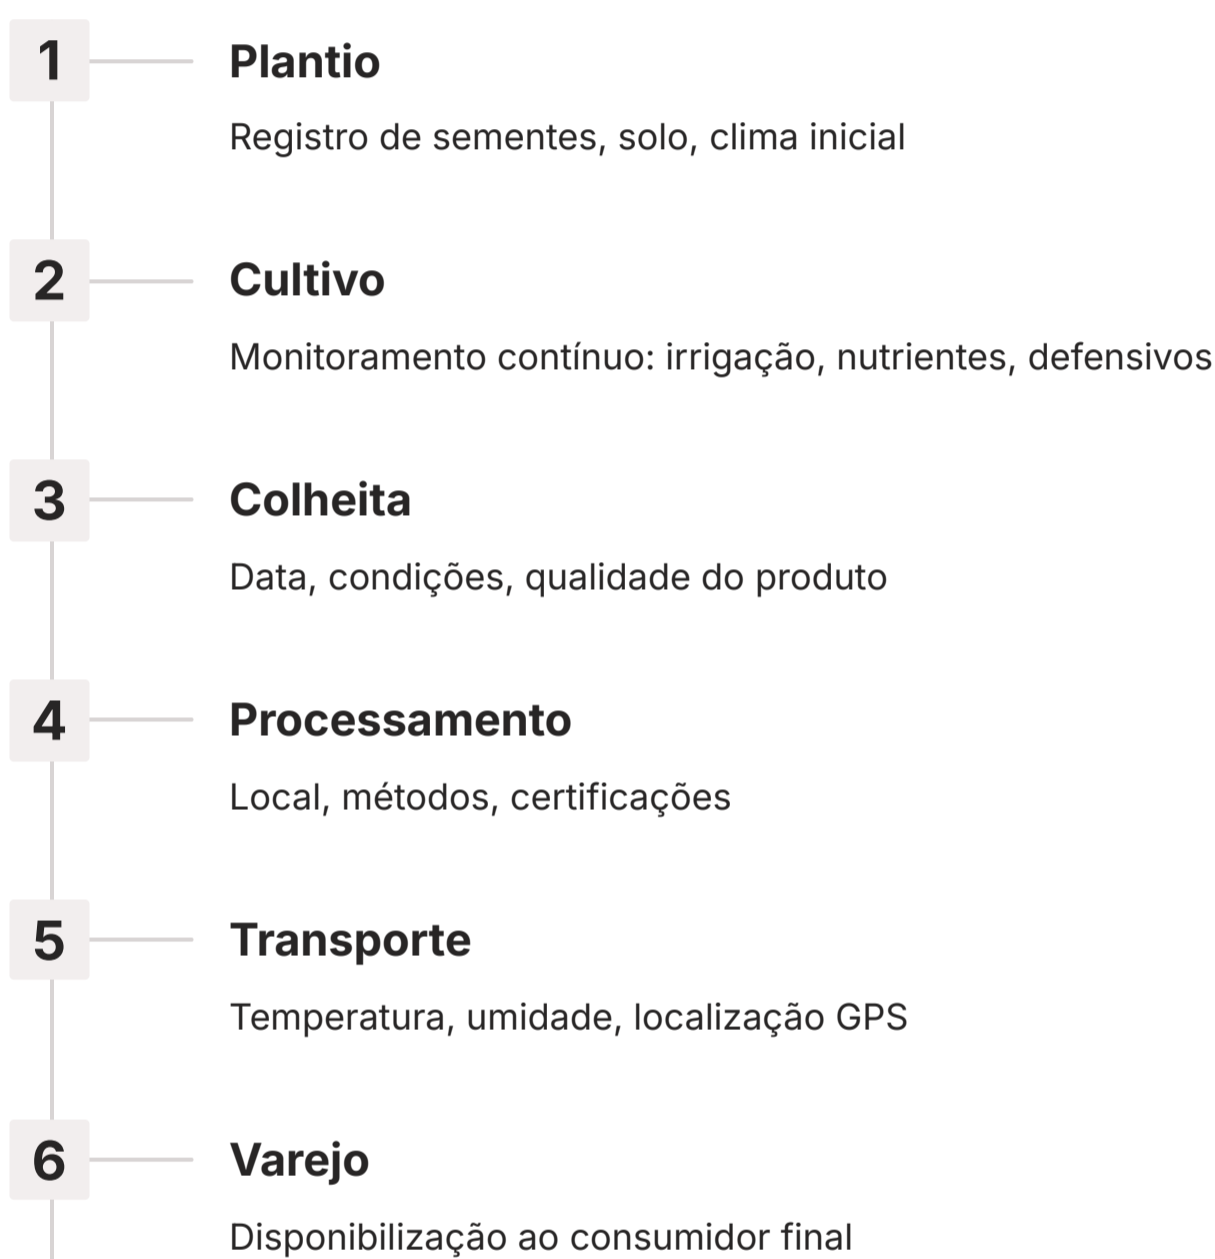 1
Plantio
Registro de sementes, solo, clima inicial
2
Cultivo
Monitoramento contínuo: irrigação, nutrientes, defensivos
3
Colheita
Data, condições, qualidade do produto
4
Processamento
Local, métodos, certificações
5
Transporte
Temperatura, umidade, localização GPS
6
Varejo
Disponibilização ao consumidor final